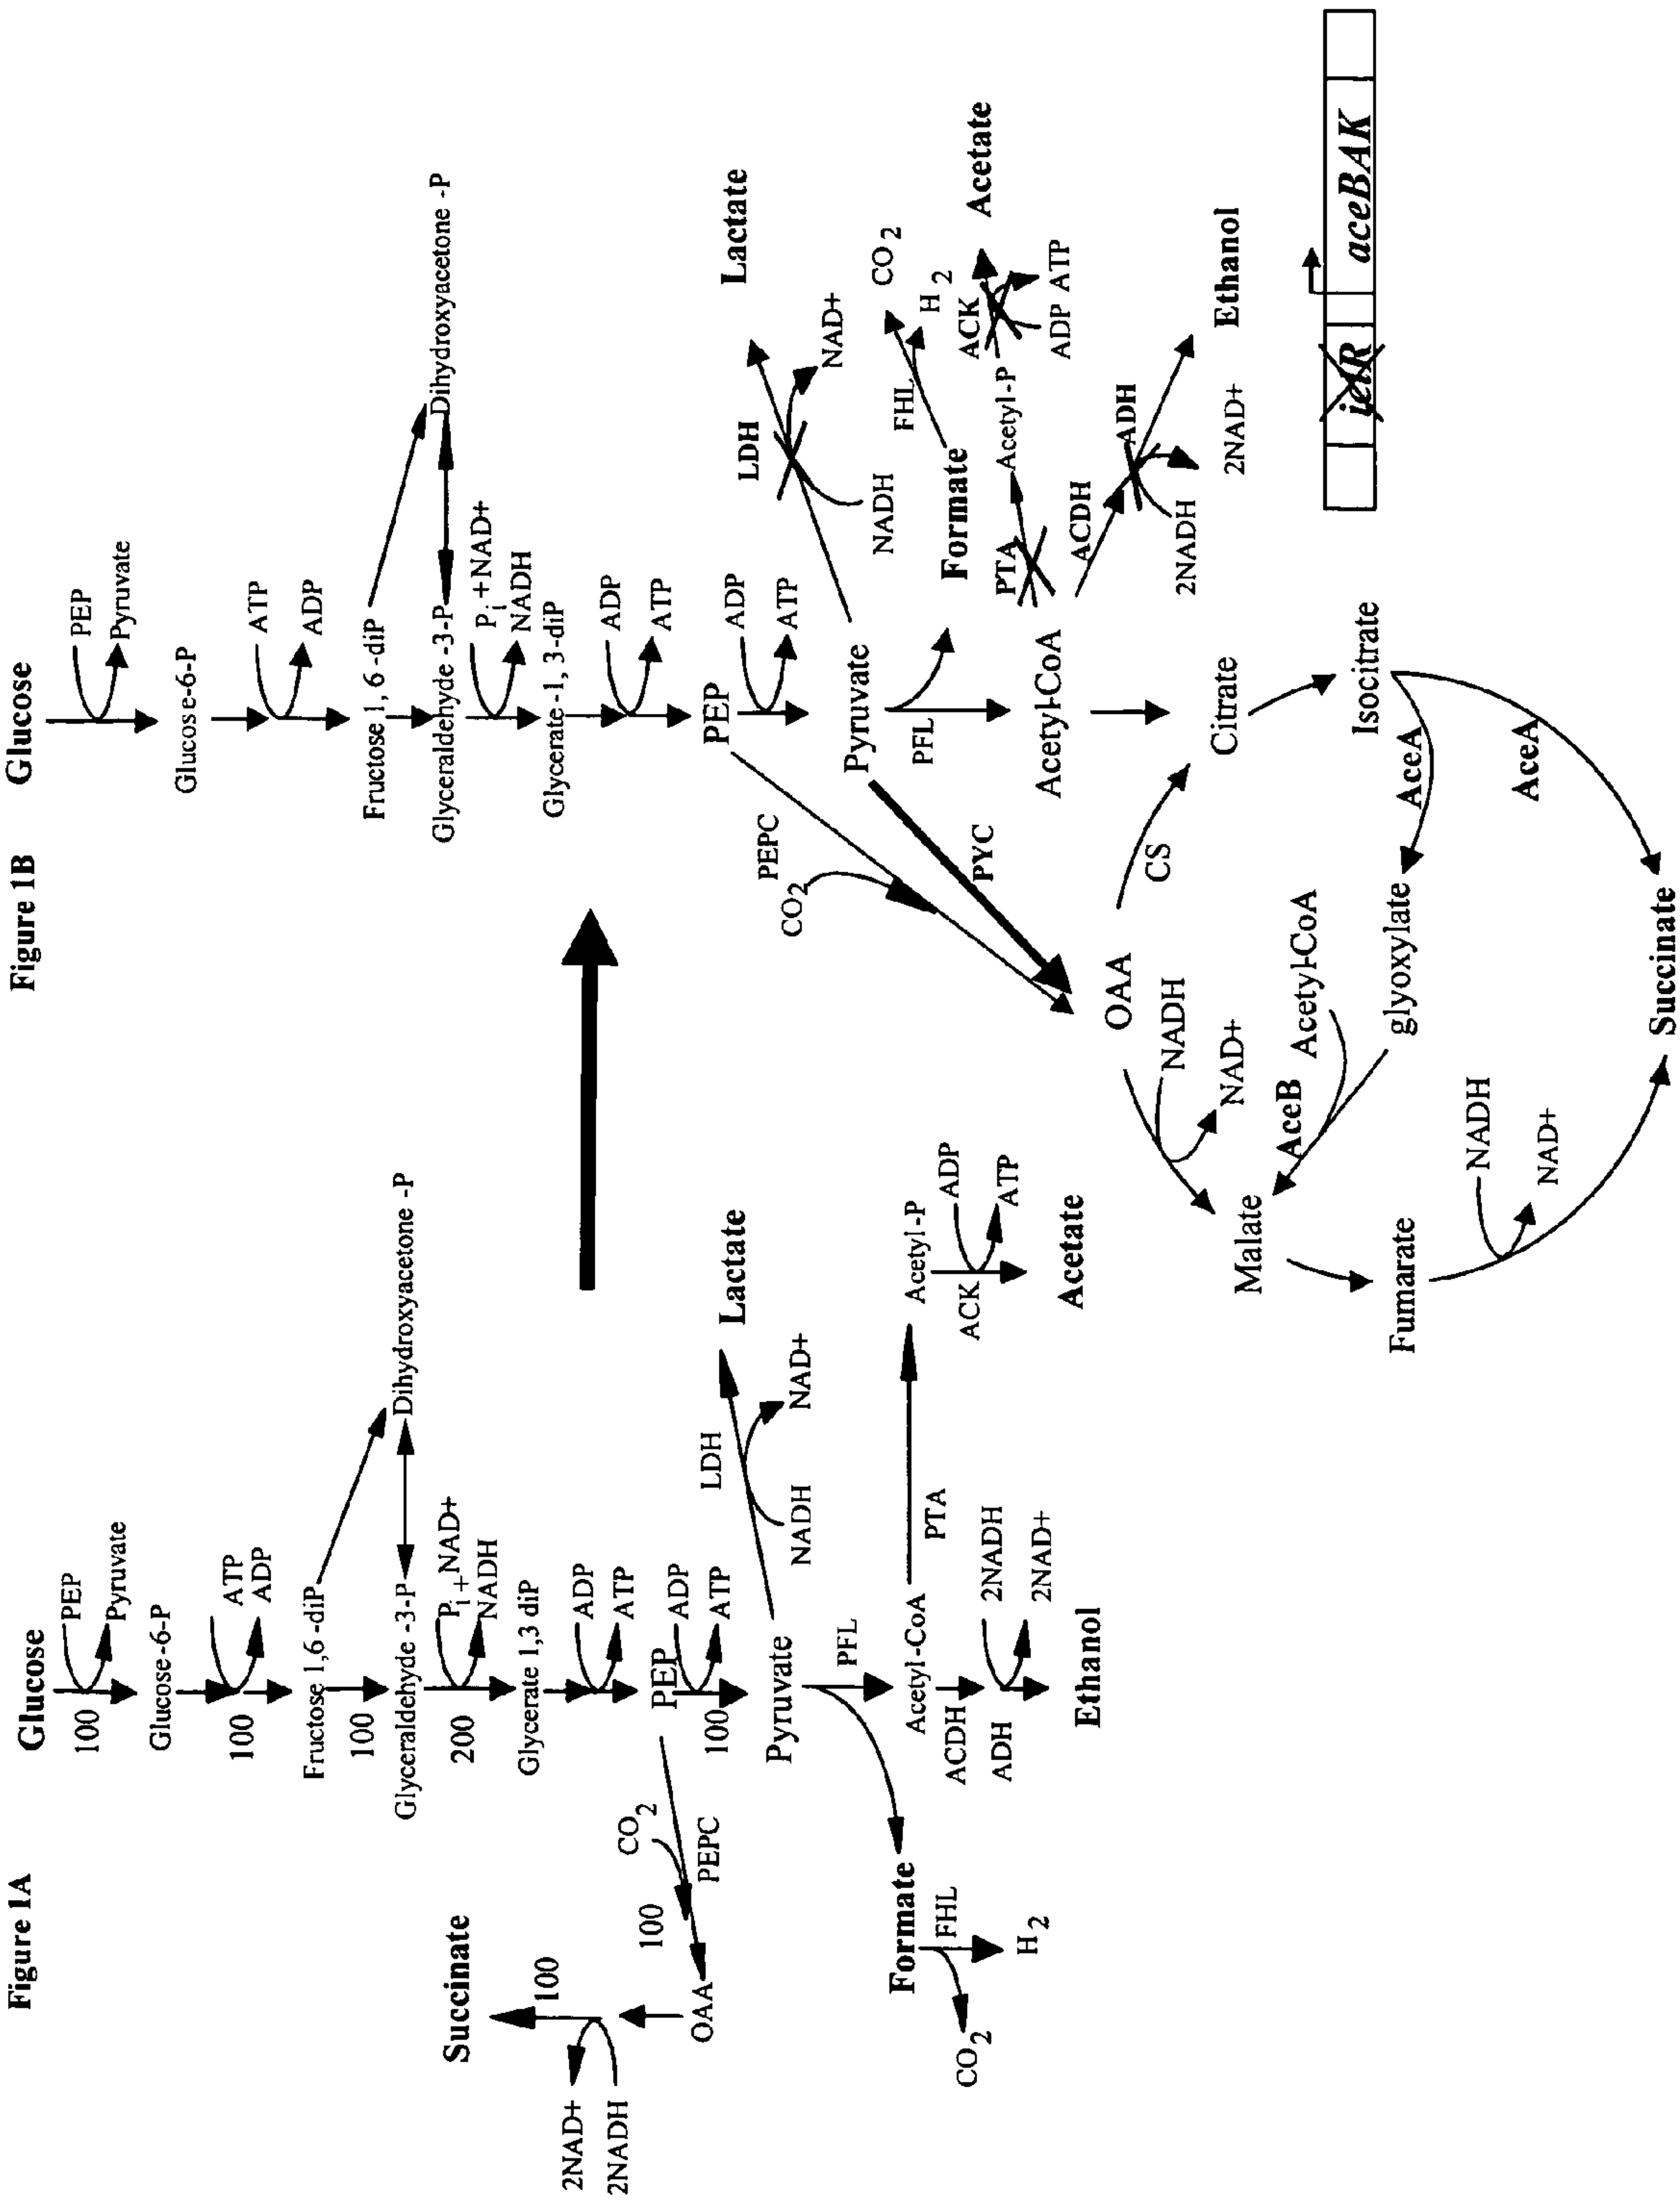 Figure 1A
Glucose
100
PEP
Pyruvate
Glucose-6-P
100
ATP
ADP
Fructose 1,6-diP
100
Dihydroxyacetone -P
Glyceraldehyde -3-P
200
Pi + NAD+
NADH
Glycerate 1,3 diP
ADP
ATP
PEP
100
ADP
ATP
Pyruvate
LDH
Lactate
NADH
NAD+
CO2
PEPC
100
OAA
2NADH
2NAD+
100
Succinate
PFL
Formate
FHL
CO2
H2
Acetyl-CoA
PTA
Acetyl-P
ACK
ADP
ATP
Acetate
ACDH
ADH
2NADH
2NAD+
Ethanol
Figure 1B
Glucose
PEP
Pyruvate
Glucose-6-P
ATP
ADP
Fructose 1,6-diP
Dihydroxyacetone -P
Glyceraldehyde -3-P
Pi +NAD+
NADH
Glycerate -1, 3-diP
ADP
ATP
PEP
ADP
ATP
Pyruvate
LDH
Lactate
NADH
NAD+
PEPC
CO2
PYC
PFL
Formate
FHL
CO2
H2
Acetyl-CoA
PTA
Acetyl-P
ACK
ADP
ATP
Acetate
ACDH
ADH
2NADH
2NAD+
Ethanol
OAA
CS
Citrate
Isocitrate
NADH
NAD+
Malate
AceB
Acetyl-CoA
glyoxylate
AceA
AceA
Fumarate
NADH
NAD+
Succinate
iclR
aceBAK